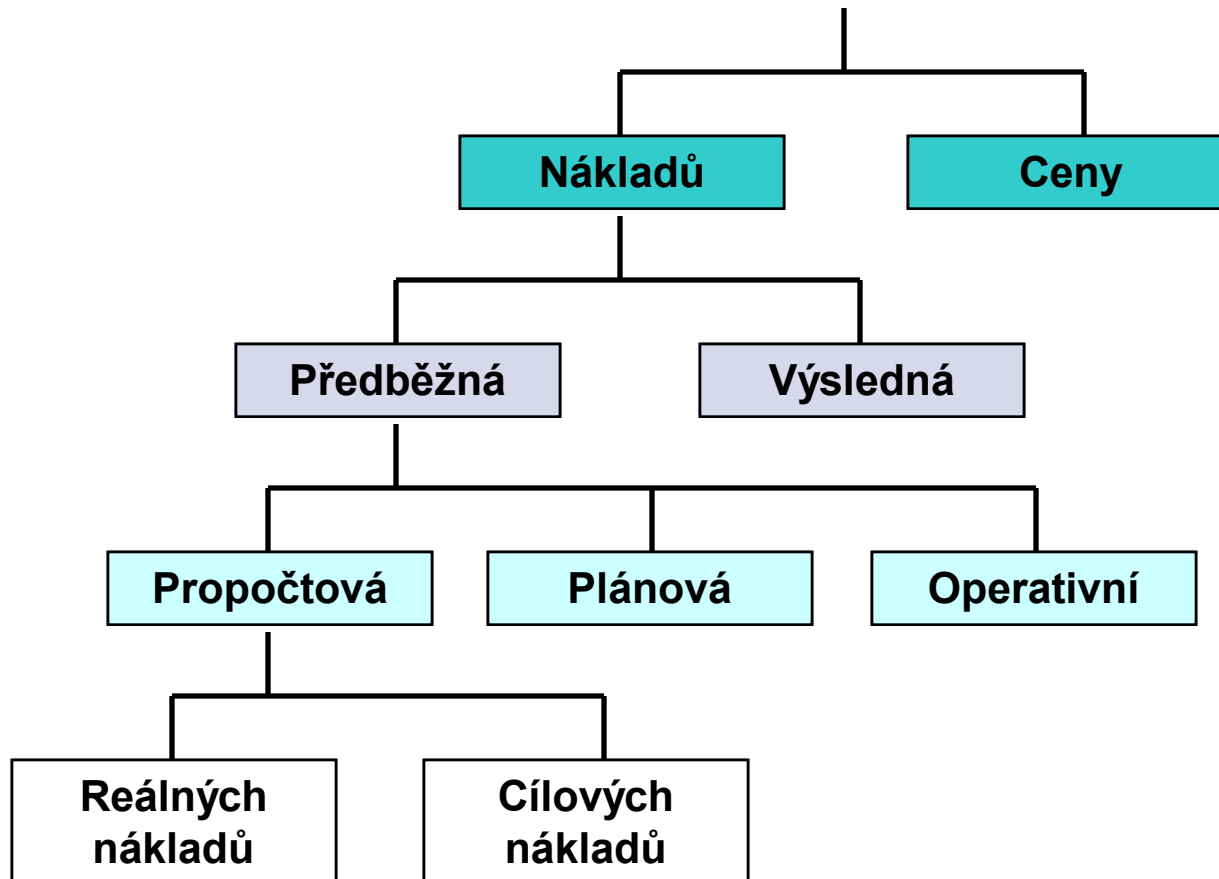 Nákladů
Ceny
Předběžná
Výsledná
Propočtová
Plánová
Operativní
Reálných
nákladů
Cílových
nákladů